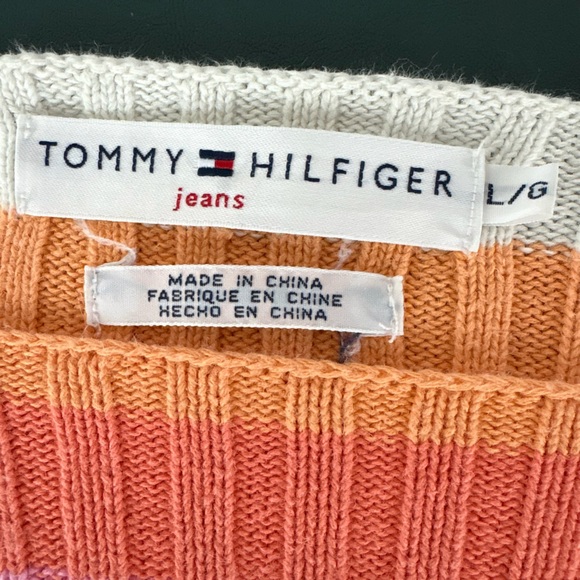 TOMMY HILFIGER
jeans
L/G
MADE IN CHINA
FABRIQUE EN CHINE
HECHO EN CHINA